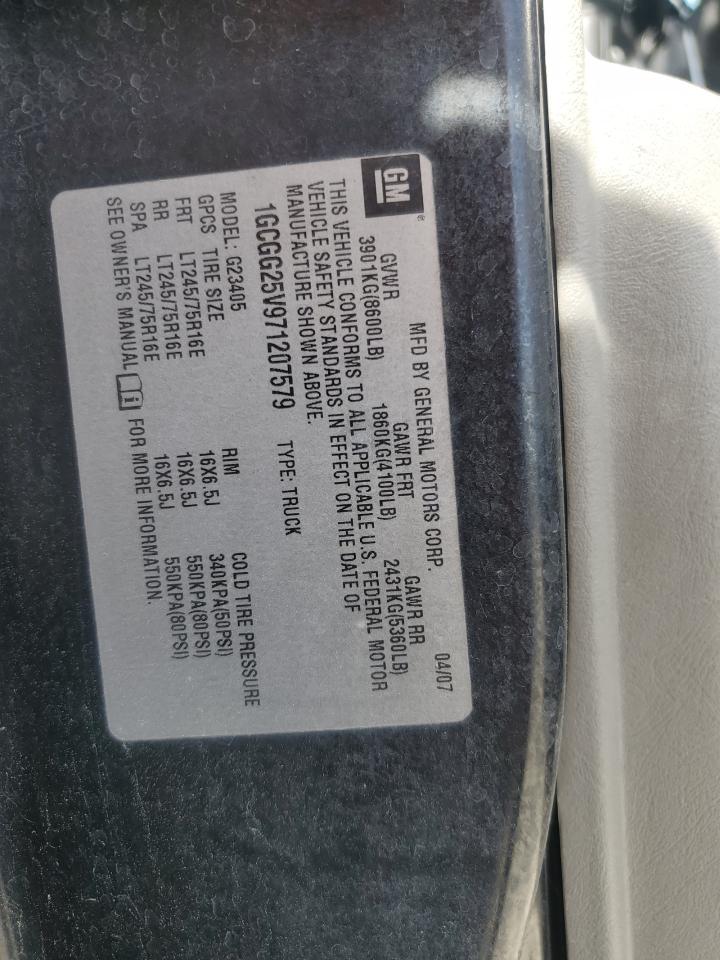 GM ® MFD BY GENERAL MOTORS CORP. 04/07
GVWR GAWR FRT GAWR RR
3901KG(8600LB) 1860KG(4100LB) 2431KG(5360LB)
THIS VEHICLE CONFORMS TO ALL APPLICABLE U.S. FEDERAL MOTOR
VEHICLE SAFETY STANDARDS IN EFFECT ON THE DATE OF
MANUFACTURE SHOWN ABOVE.
1GCGG25V971207579 TYPE: TRUCK
MODEL: G23405
GPCS TIRE SIZE RIM COLD TIRE PRESSURE
FRT LT245/75R16E 16X6.5J 340KPA(50PSI)
RR LT245/75R16E 16X6.5J 550KPA(80PSI)
SPA LT245/75R16E 16X6.5J 550KPA(80PSI)
SEE OWNER'S MANUAL i FOR MORE INFORMATION.